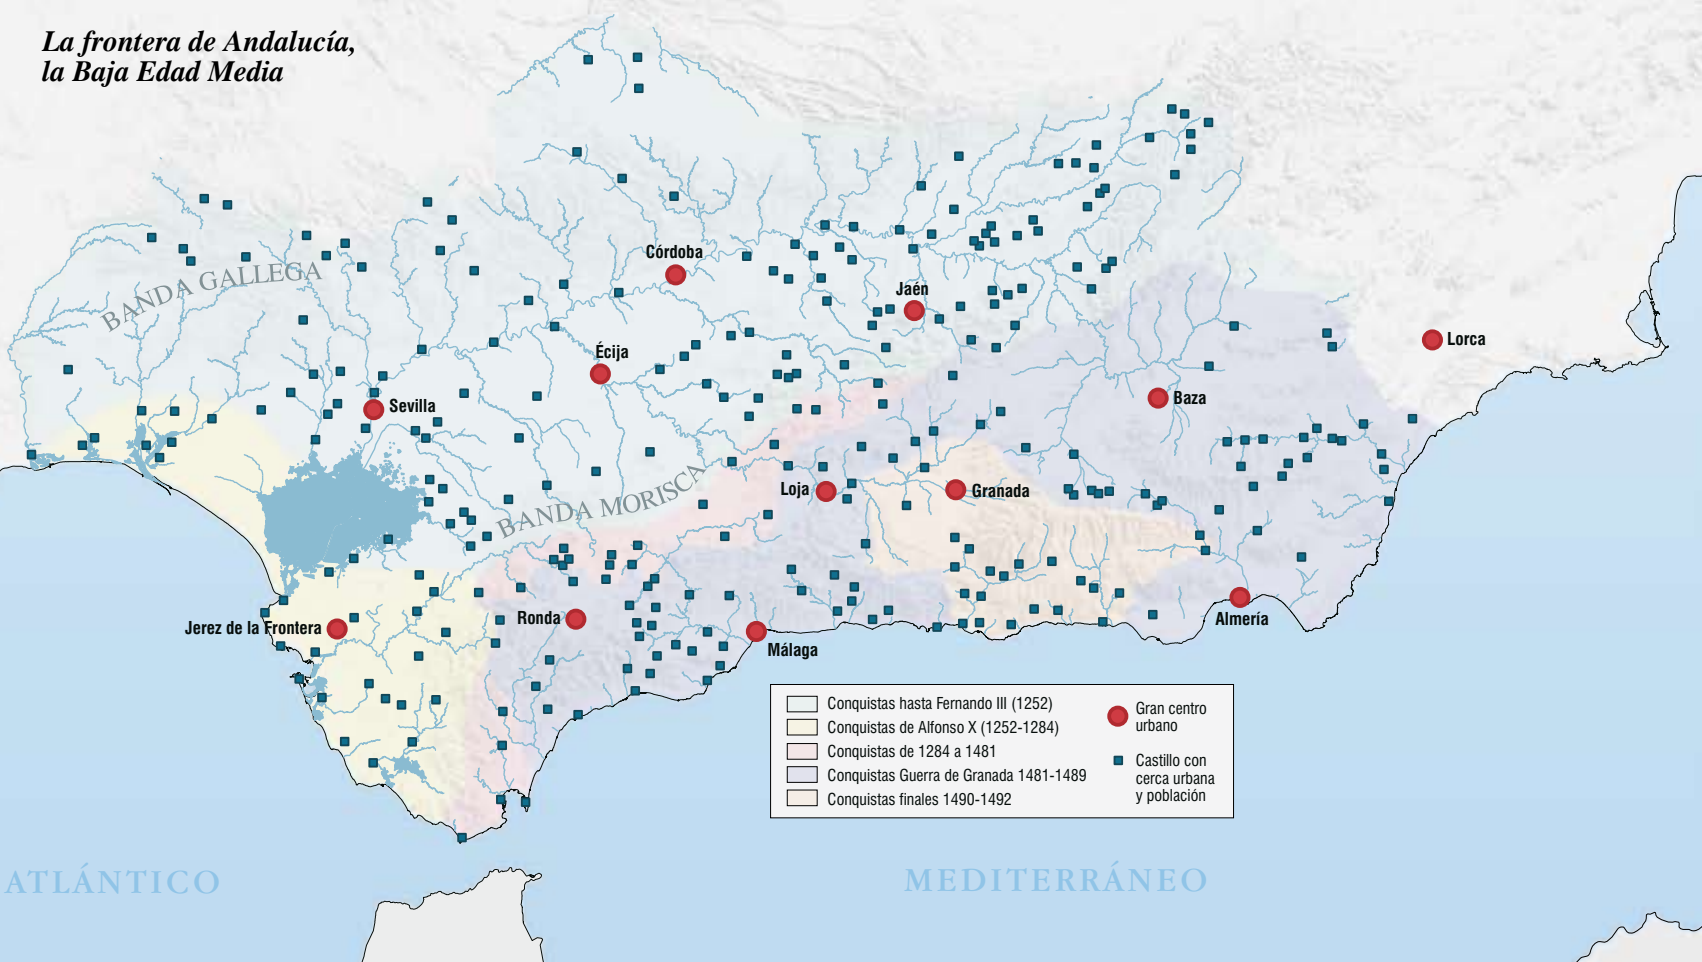 La frontera de Andalucía,
la Baja Edad Media
BANDA GALLEGA
Córdoba
Jaén
Écija
Lorca
Sevilla
Baza
BANDA MORISCA
Loja
Granada
Jerez de la Frontera
Ronda
Almería
Málaga
Conquistas hasta Fernando III (1252)
Conquistas de Alfonso X (1252-1284)
Conquistas de 1284 a 1481
Conquistas Guerra de Granada 1481-1489
Conquistas finales 1490-1492
Gran centro
urbano
Castillo con
cerca urbana
y población
ATLÁNTICO
MEDITERRÁNEO